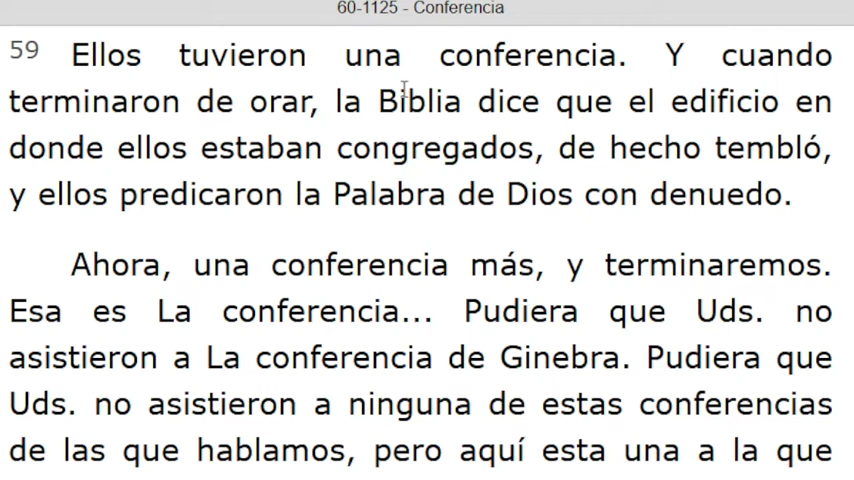 60-1125 - Conferencia
59 Ellos tuvieron una conferencia. Y cuando
terminaron de orar, la Biblia dice que el edificio en
donde ellos estaban congregados, de hecho tembló,
y ellos predicaron la Palabra de Dios con denuedo.
Ahora, una conferencia más, y terminaremos.
Esa es La conferencia... Pudiera que Uds. no
asistieron a La conferencia de Ginebra. Pudiera que
Uds. no asistieron a ninguna de estas conferencias
de las que hablamos, pero aquí esta una a la que